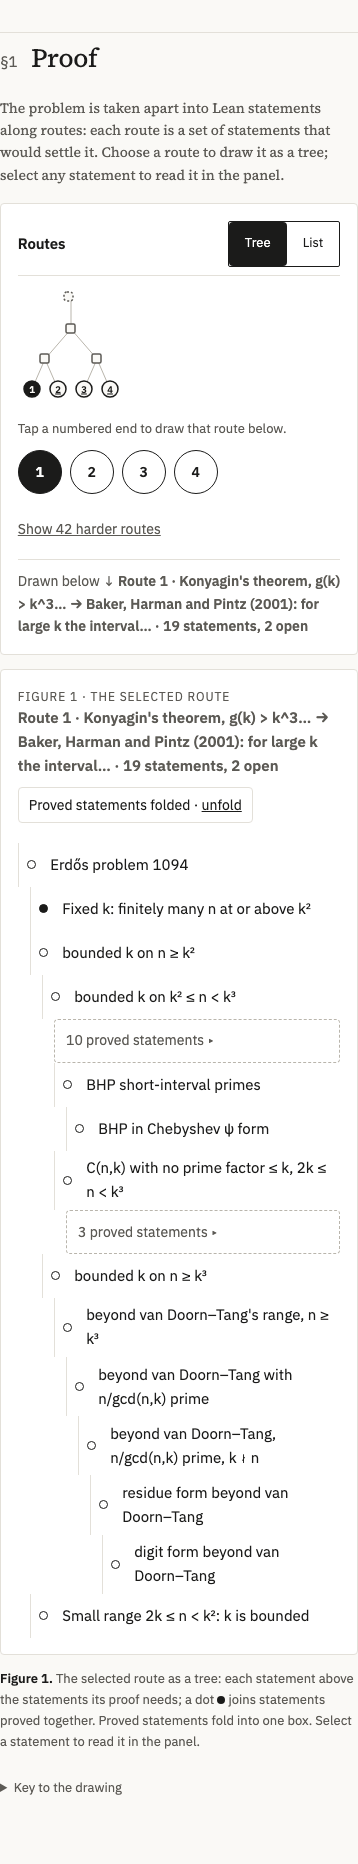 §1 Proof
The problem is taken apart into Lean statements
along routes: each route is a set of statements that
would settle it. Choose a route to draw it as a tree;
select any statement to read it in the panel.
Routes
Tree List
1 2 3 4
Tap a numbered end to draw that route below.
1 2 3 4
Show 42 harder routes
Drawn below ↓ Route 1 · Konyagin's theorem, g(k)
> k^3... → Baker, Harman and Pintz (2001): for
large k the interval... · 19 statements, 2 open
FIGURE 1 · THE SELECTED ROUTE
Route 1 · Konyagin's theorem, g(k) > k^3... →
Baker, Harman and Pintz (2001): for large k
the interval... · 19 statements, 2 open
Proved statements folded · unfold
Erdős problem 1094
Fixed k: finitely many n at or above k²
bounded k on n ≥ k²
bounded k on k² ≤ n < k³
10 proved statements ▸
BHP short-interval primes
BHP in Chebyshev ψ form
C(n,k) with no prime factor ≤ k, 2k ≤
n < k³
3 proved statements ▸
bounded k on n ≥ k³
beyond van Doorn–Tang's range, n ≥
k³
beyond van Doorn–Tang with
n/gcd(n,k) prime
beyond van Doorn–Tang,
n/gcd(n,k) prime, k ∤ n
residue form beyond van
Doorn–Tang
digit form beyond van
Doorn–Tang
Small range 2k ≤ n < k²: k is bounded
Figure 1. The selected route as a tree: each statement above
the statements its proof needs; a dot ● joins statements
proved together. Proved statements fold into one box. Select
a statement to read it in the panel.
▶ Key to the drawing